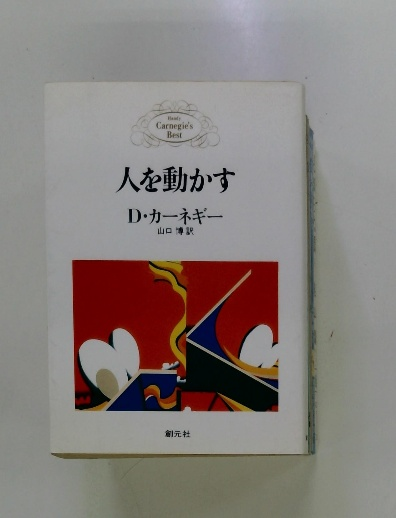 Handy
Carnegie's
Best
人を動かす
D・カーネギー
山口 博訳
創元社